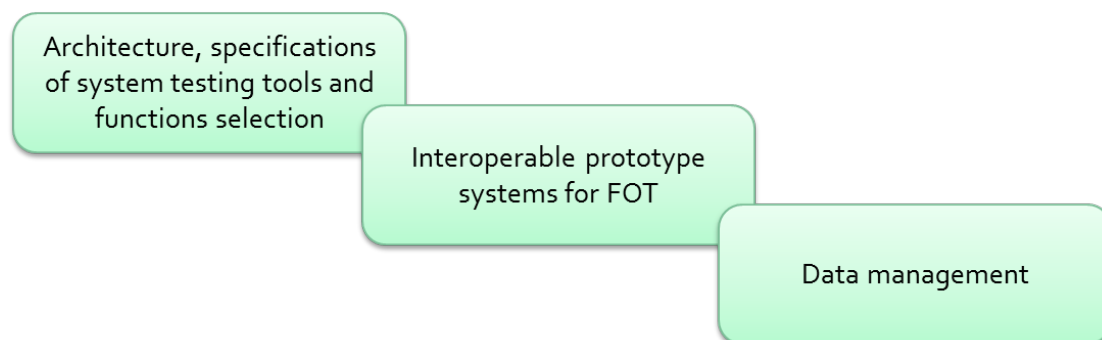 Architecture, specifications
of system testing tools and
functions selection
Interoperable prototype
systems for FOT
Data management